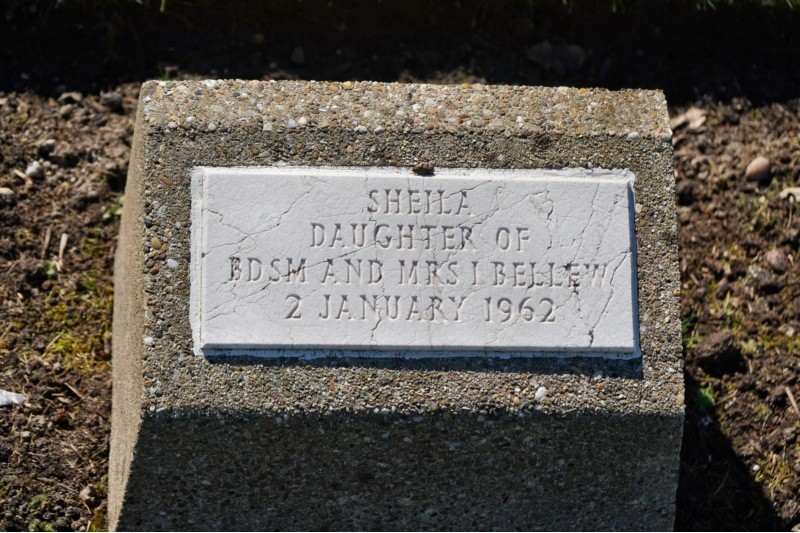 SHEILA
DAUGHTER OF
BDSM AND MRS I BELLEW
2 JANUARY 1962